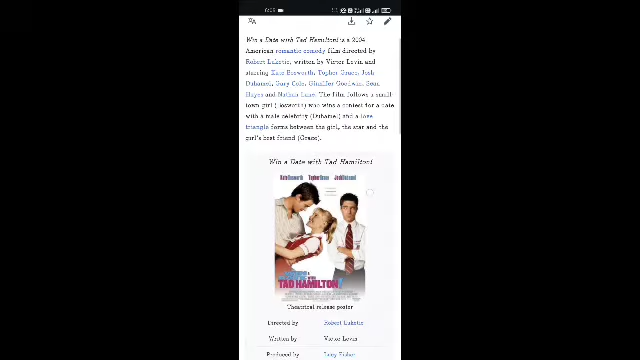 Win a Date with Tad Hamilton! is a 2004
American romantic comedy film directed by
Robert Luketic, written by Victor Levin and
starring Kate Bosworth, Topher Grace, Josh
Duhamel, Gary Cole, Ginnifer Goodwin, Sean
Hayes and Nathan Lane. The film follows a small-
town girl (Bosworth) who wins a contest for a date
with a male celebrity (Duhamel) and a love
triangle forms between the girl, the star and the
girl's best friend (Grace).
Win a Date with Tad Hamilton!
Kate Bosworth Topher Grace Josh Duhamel
TAD HAMILTON!
Theatrical release poster
Directed by Robert Luketic
Written by Victor Levin
Produced by Lucy Fisher